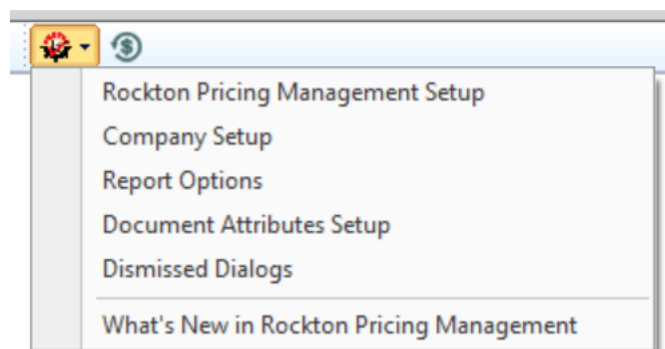 Rockton Pricing Management Setup
Company Setup
Report Options
Document Attributes Setup
Dismissed Dialogs
What's New in Rockton Pricing Management